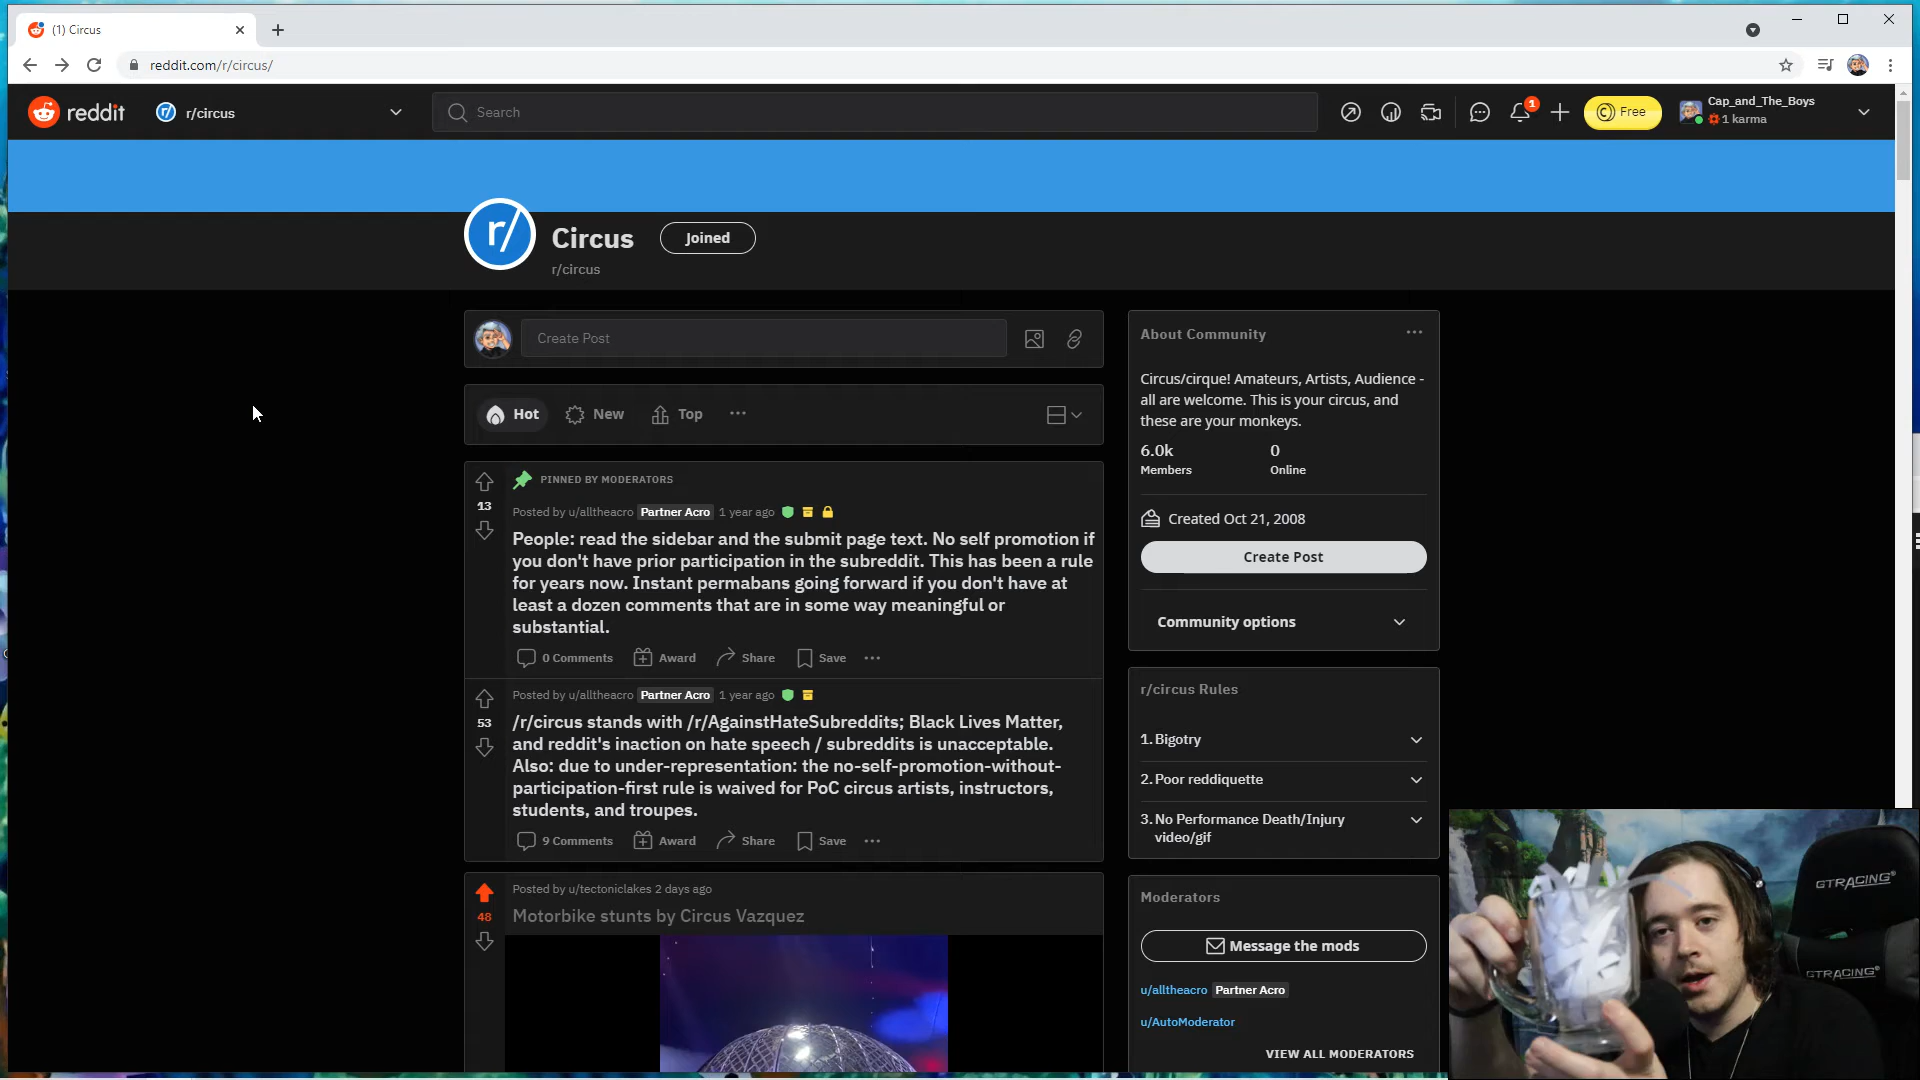 (1) Circus
reddit.com/r/circus/
reddit
r/circus
Search
1
Free
Cap_and_The_Boys
1 karma
r/
Circus
Joined
r/circus
Create Post
Hot
New
Top
PINNED BY MODERATORS
13
Posted by u/alltheacro Partner Acro 1 year ago
People: read the sidebar and the submit page text. No self promotion if
you don't have prior participation in the subreddit. This has been a rule
for years now. Instant permabans going forward if you don't have at
least a dozen comments that are in some way meaningful or
substantial.
0 Comments Award Share Save
Posted by u/alltheacro Partner Acro 1 year ago
53
/r/circus stands with /r/AgainstHateSubreddits; Black Lives Matter,
and reddit's inaction on hate speech / subreddits is unacceptable.
Also: due to under-representation: the no-self-promotion-without-
participation-first rule is waived for PoC circus artists, instructors,
students, and troupes.
9 Comments Award Share Save
Posted by u/tectoniclakes 2 days ago
48
Motorbike stunts by Circus Vazquez
About Community
Circus/cirque! Amateurs, Artists, Audience -
all are welcome. This is your circus, and
these are your monkeys.
6.0k 0
Members Online
Created Oct 21, 2008
Create Post
Community options
r/circus Rules
1. Bigotry
2. Poor reddiquette
3. No Performance Death/Injury
video/gif
Moderators
Message the mods
u/alltheacro Partner Acro
u/AutoModerator
VIEW ALL MODERATORS
GTRACING
GTRACING